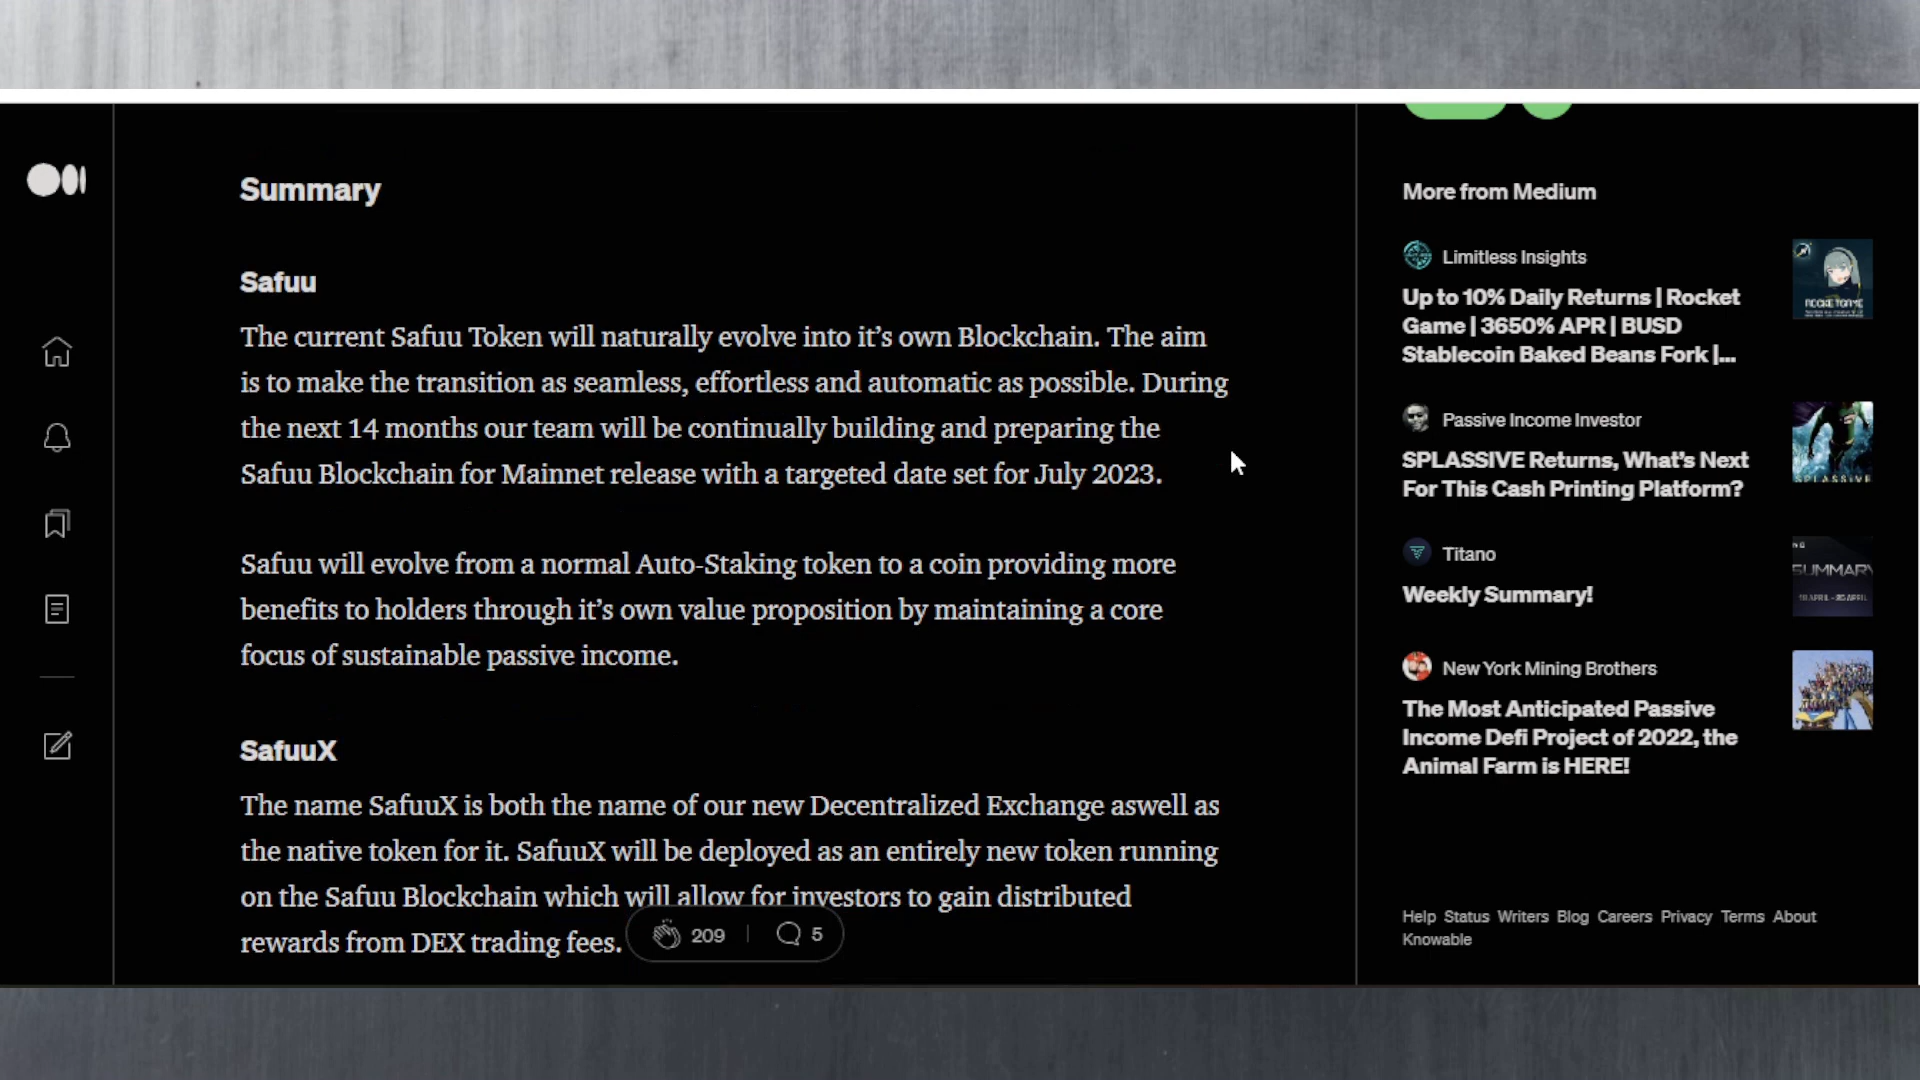 Summary
Safuu
The current Safuu Token will naturally evolve into it’s own Blockchain. The aim
is to make the transition as seamless, effortless and automatic as possible. During
the next 14 months our team will be continually building and preparing the
Safuu Blockchain for Mainnet release with a targeted date set for July 2023.
Safuu will evolve from a normal Auto-Staking token to a coin providing more
benefits to holders through it’s own value proposition by maintaining a core
focus of sustainable passive income.
SafuuX
The name SafuuX is both the name of our new Decentralized Exchange aswell as
the native token for it. SafuuX will be deployed as an entirely new token running
on the Safuu Blockchain which will allow for investors to gain distributed
rewards from DEX trading fees.
209
5
More from Medium
Limitless Insights
Up to 10% Daily Returns | Rocket
Game | 3650% APR | BUSD
Stablecoin Baked Beans Fork |...
Passive Income Investor
SPLASSIVE Returns, What’s Next
For This Cash Printing Platform?
SPLASSIVE
Titano
Weekly Summary!
SUMMARY
New York Mining Brothers
The Most Anticipated Passive
Income Defi Project of 2022, the
Animal Farm is HERE!
Help Status Writers Blog Careers Privacy Terms About
Knowable